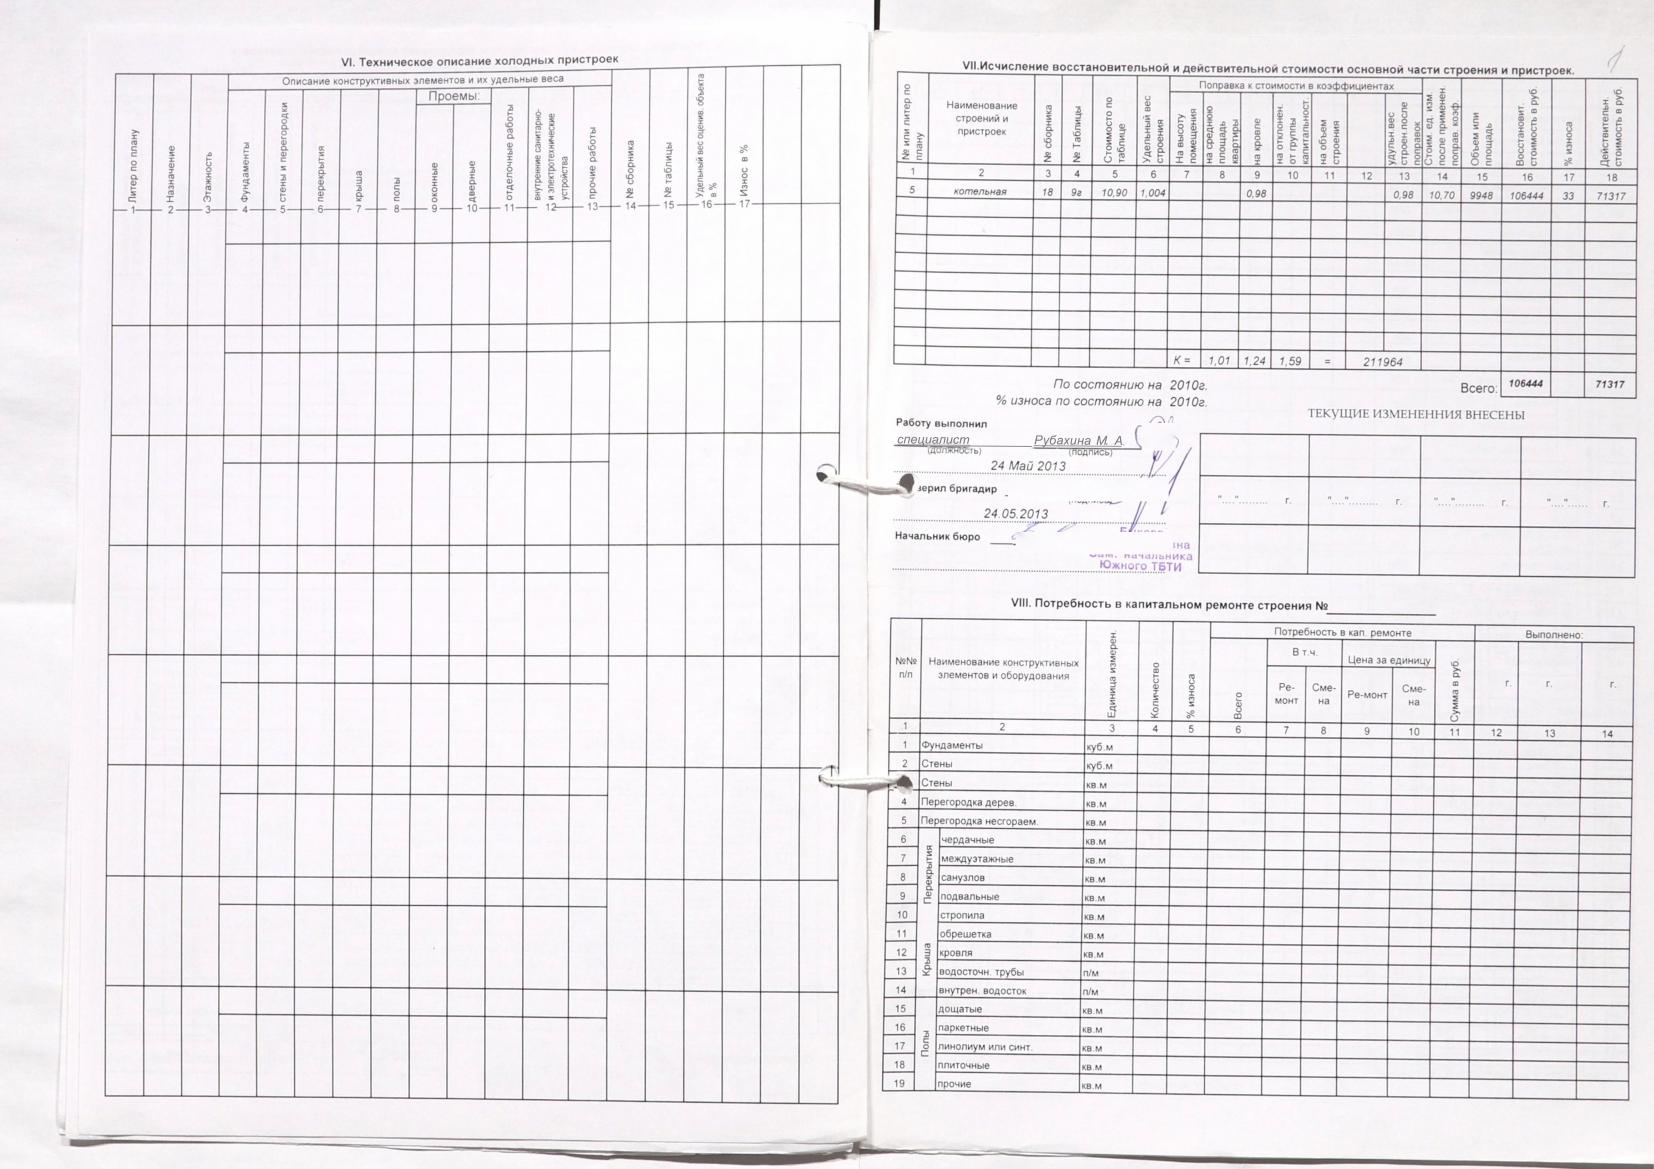 VI. Техническое описание холодных пристроек
Литер по плану
Назначение
Этажность
Описание конструктивных элементов и их удельные веса
Фундаменты
стены и перегородки
перекрытия
крыша
полы
Проемы:
оконные
дверные
отделочные работы
внутренние санитарно-
и электротехнические
устройства
прочие работы
№ сборника
№ таблицы
Удельный вес оценив. объекта
в %
Износ в %
1 2 3 4 5 6 7 8 9 10 11 12 13 14 15 16 17
VII.Исчисление восстановительной и действительной стоимости основной части строения и пристроек.
№ или литер по
плану
Наименование
строений и
пристроек
№ сборника
№ Таблицы
Стоимость по
таблице
Удельный вес
строения
Поправка к стоимости в коэффициентах
На высоту
помещения
на среднюю
площадь
квартиры
на кровле
на отклонен.
от группы
капитальност.
на объем
строения
удульн.вес
строен.после
поправок
Стоим. ед. изм.
после применен.
поправ. коэф
Объем или
площадь
Восстановит.
стоимость в руб.
% износа
Действительн.
стоимость в руб.
1 2 3 4 5 6 7 8 9 10 11 12 13 14 15 16 17 18
5 котельная 18 9г 10,90 1,004 0,98 0,98 10,70 9948 106444 33 71317
К = 1,01 1,24 1,59 = 211964
Всего: 106444 71317
По состоянию на 2010г.
% износа по состоянию на 2010г.
ТЕКУЩИЕ ИЗМЕНЕННИЯ ВНЕСЕНЫ
Работу выполнил
специалист Рубахина М. А.
(должность) (подпись)
24 Май 2013
верил бригадир
24.05.2013
Начальник бюро
ина
Зам. начальника
Южного ТБТИ
"...."........ г. "...."........ г. "...."........ г. "...."...... г.
VIII. Потребность в капитальном ремонте строения №
№№
п/п
Наименование конструктивных
элементов и оборудования
Единица измерен.
Количество
% износа
Потребность в кап. ремонте
Всего
В т.ч.
Ре-
монт
Сме-
на
Цена за единицу
Ре-монт
Сме-
на
Сумма в руб.
Выполнено:
г. г. г.
1 2 3 4 5 6 7 8 9 10 11 12 13 14
1 Фундаменты куб.м
2 Стены куб.м
Стены кв.м
4 Перегородка дерев. кв.м
5 Перегородка несгораем. кв.м
Перекрытия
6 чердачные кв.м
7 междуэтажные кв.м
8 санузлов кв.м
9 подвальные кв.м
Крыша
10 стропила кв.м
11 обрешетка кв.м
12 кровля кв.м
13 водосточн. трубы п/м
14 внутрен. водосток п/м
Полы
15 дощатые кв.м
16 паркетные кв.м
17 линолиум или синт. кв.м
18 плиточные кв.м
19 прочие кв.м